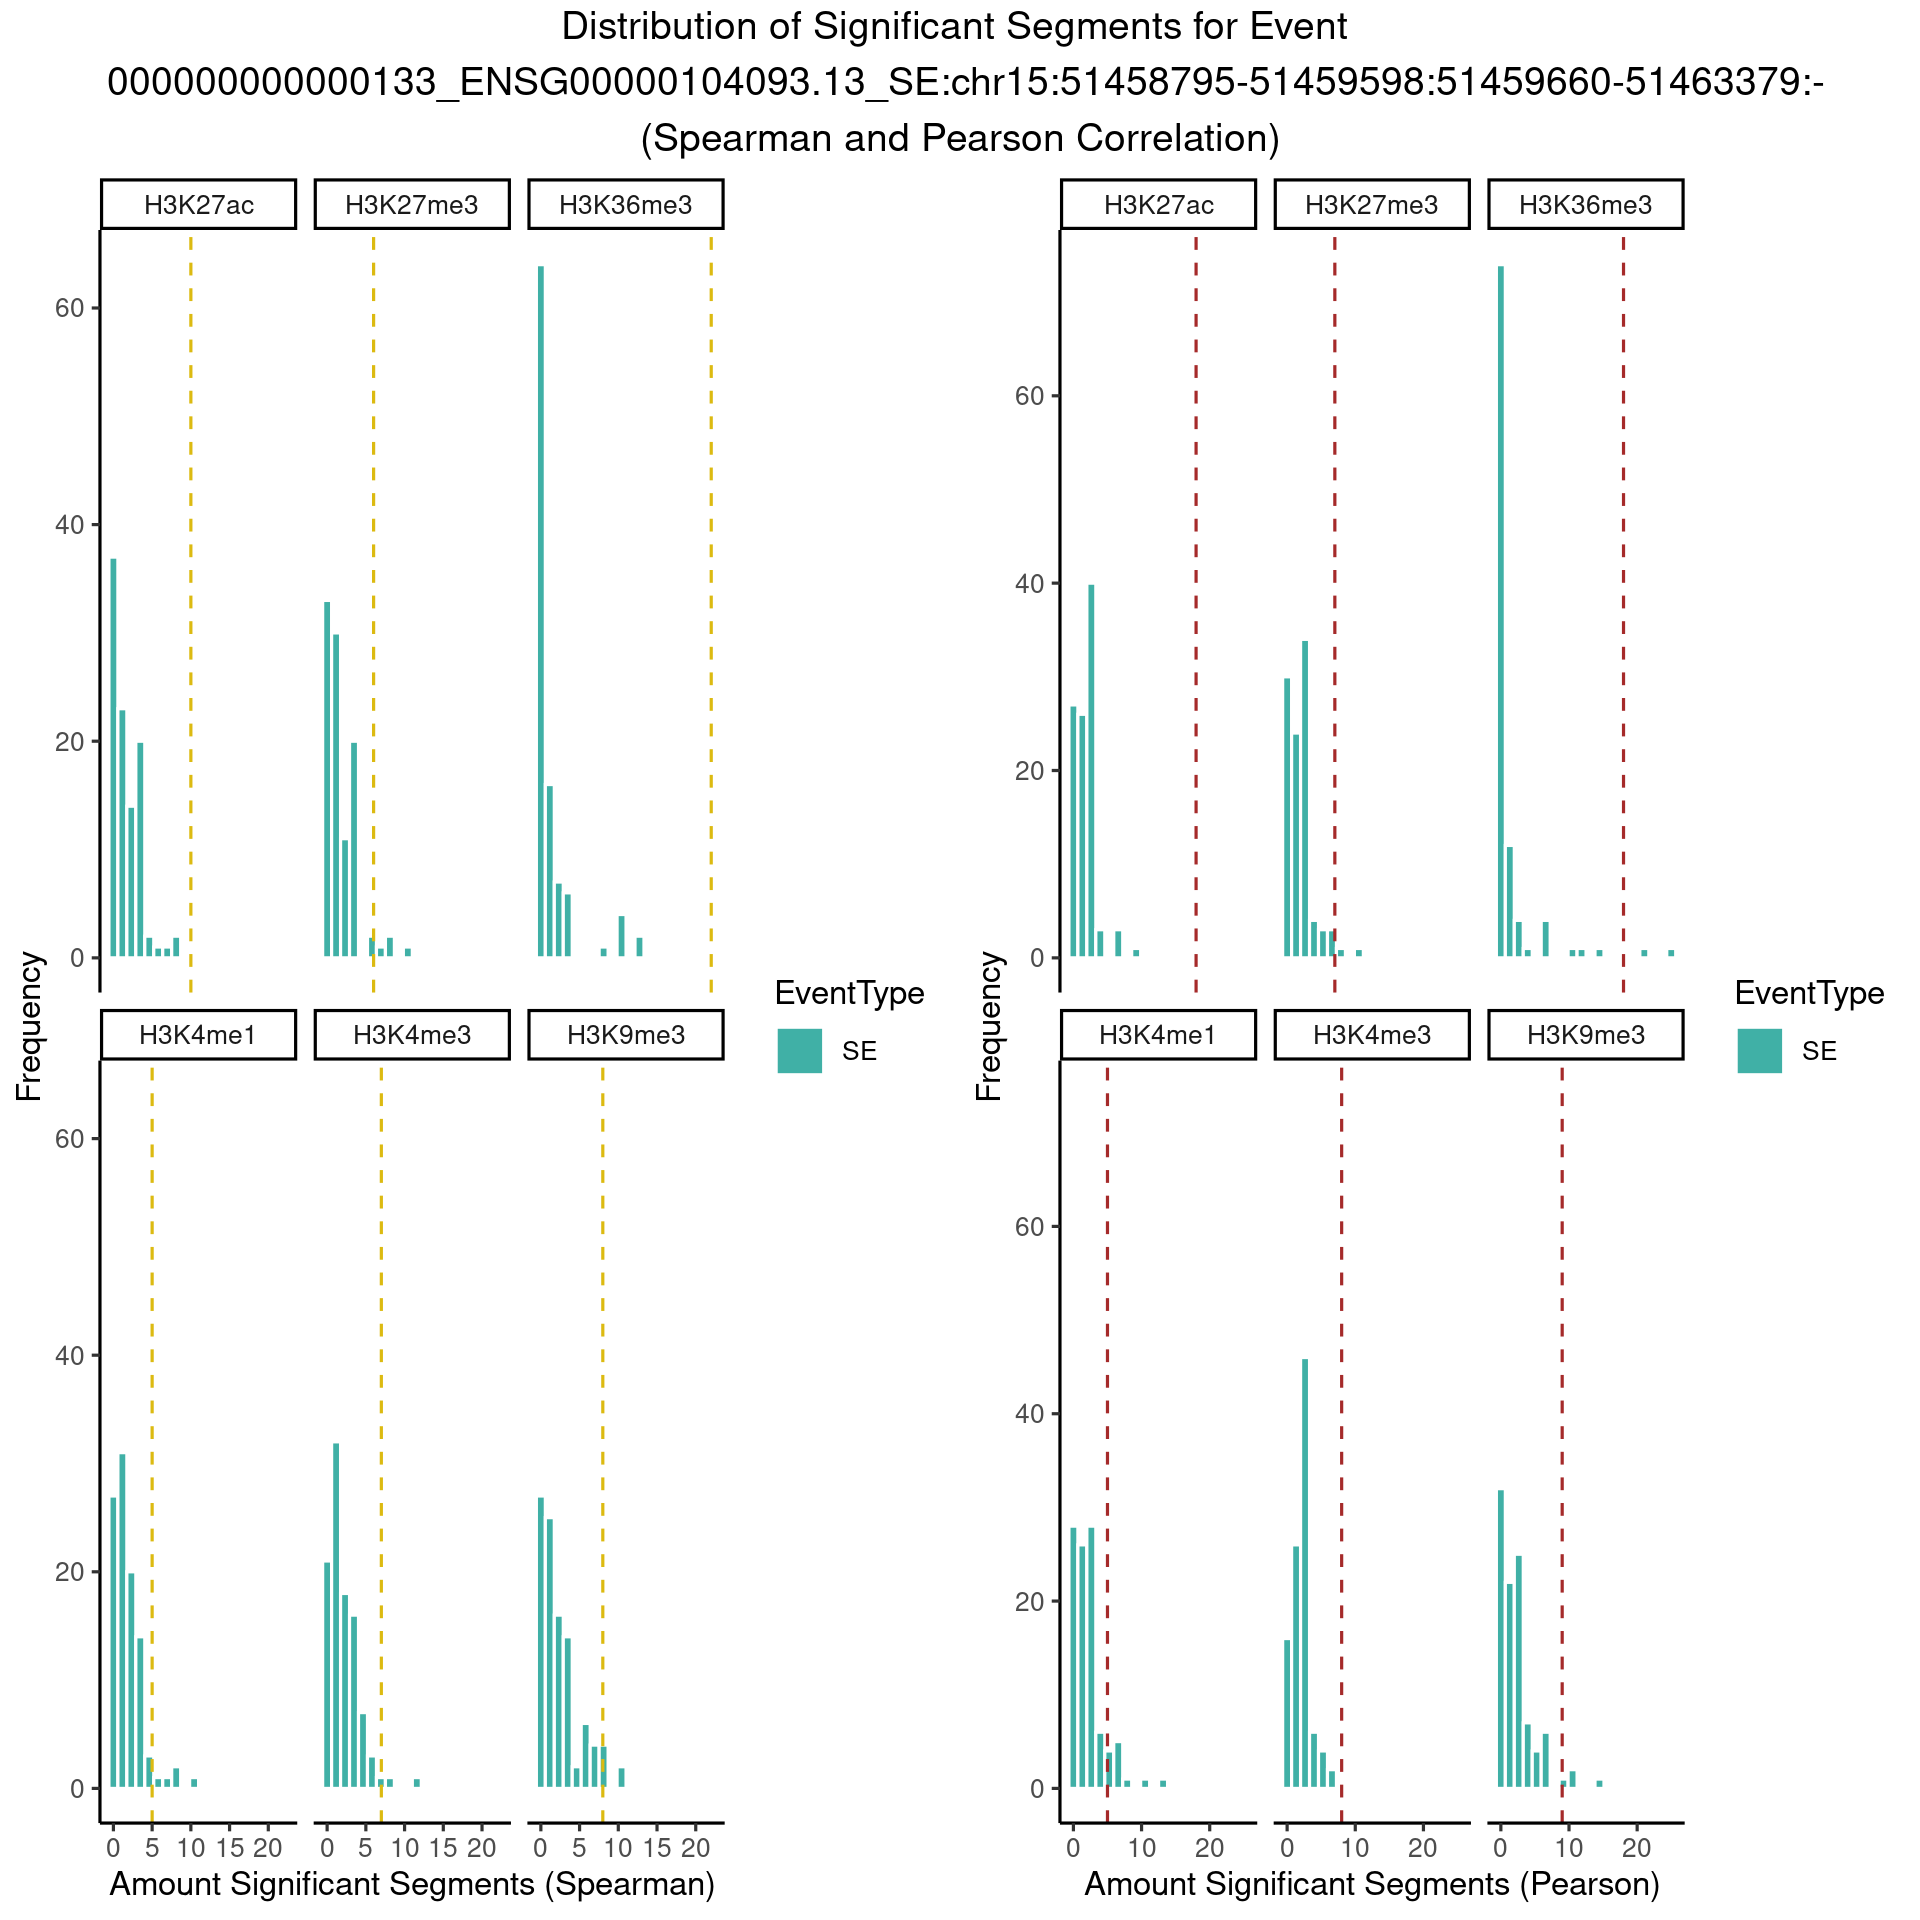 Distribution of Significant Segments for Event
000000000000133_ENSG00000104093.13_SE:chr15:51458795-51459598:51459660-51463379:-
(Spearman and Pearson Correlation)
H3K27ac H3K27me3 H3K36me3
60
40
20
0
H3K4me1 H3K4me3 H3K9me3
60
40
20
0
0 5 10 15 20 0 5 10 15 20 0 5 10 15 20
Frequency
Amount Significant Segments (Spearman)
EventType
SE
H3K27ac H3K27me3 H3K36me3
60
40
20
0
H3K4me1 H3K4me3 H3K9me3
60
40
20
0
0 10 20 0 10 20 0 10 20
Frequency
Amount Significant Segments (Pearson)
EventType
SE